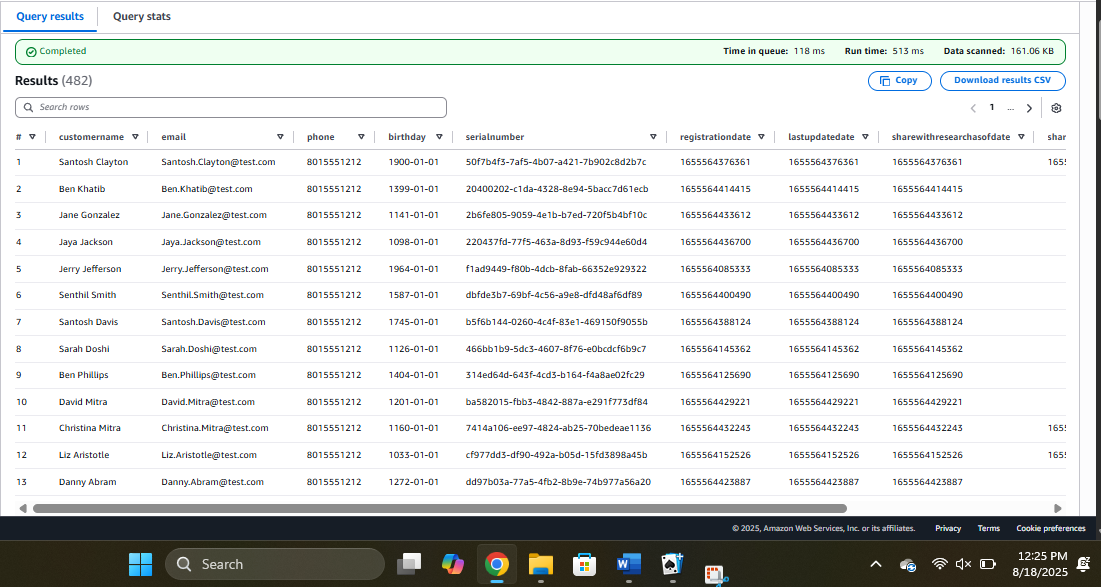 Query results Query stats
Completed Time in queue: 118 ms Run time: 513 ms Data scanned: 161.06 KB
Results (482) Copy Download results CSV
Search rows
1 ...
# customername email phone birthday serialnumber registrationdate lastupdatedate sharewithresearchasofdate shar
1 Santosh Clayton Santosh.Clayton@test.com 8015551212 1900-01-01 50f7b4f3-7af5-4b07-a421-7b902c8d2b7c 1655564376361 1655564376361 1655564376361 1655
2 Ben Khatib Ben.Khatib@test.com 8015551212 1399-01-01 20400202-c1da-4328-8e94-5bacc7d61ecb 1655564414415 1655564414415 1655564414415
3 Jane Gonzalez Jane.Gonzalez@test.com 8015551212 1141-01-01 2b6fe805-9059-4e1b-b7ed-720f5b4bf10c 1655564433612 1655564433612 1655564433612
4 Jaya Jackson Jaya.Jackson@test.com 8015551212 1098-01-01 220437fd-77f5-463a-8d93-f59c944e60d4 1655564436700 1655564436700 1655564436700
5 Jerry Jefferson Jerry.Jefferson@test.com 8015551212 1964-01-01 f1ad9449-f80b-4dcb-8fab-66352e929322 1655564085333 1655564085333 1655564085333
6 Senthil Smith Senthil.Smith@test.com 8015551212 1587-01-01 dbfde3b7-69bf-4c56-a9e8-dfd48af6df89 1655564400490 1655564400490 1655564400490
7 Santosh Davis Santosh.Davis@test.com 8015551212 1745-01-01 b5f6b144-0260-4c4f-83e1-469150f9055b 1655564388124 1655564388124 1655564388124
8 Sarah Doshi Sarah.Doshi@test.com 8015551212 1126-01-01 466bb1b9-5dc3-4607-8f76-e0bcdcf6b9c7 1655564145362 1655564145362 1655564145362
9 Ben Phillips Ben.Phillips@test.com 8015551212 1404-01-01 314ed64d-643f-4cd3-b164-f4a8ae02fc29 1655564125690 1655564125690 1655564125690
10 David Mitra David.Mitra@test.com 8015551212 1201-01-01 ba582015-fbb3-4842-887a-e291f773df84 1655564429221 1655564429221 1655564429221
11 Christina Mitra Christina.Mitra@test.com 8015551212 1160-01-01 7414a106-ee97-4824-ab25-70bedeae1136 1655564432243 1655564432243 1655564432243 1655
12 Liz Aristotle Liz.Aristotle@test.com 8015551212 1033-01-01 cf977dd3-df90-492a-b05d-15fd3898a45b 1655564152526 1655564152526 1655564152526 1655
13 Danny Abram Danny.Abram@test.com 8015551212 1272-01-01 dd97b03a-77a5-4fb2-8b9e-74b977a56a20 1655564423887 1655564423887 1655564423887
© 2025, Amazon Web Services, Inc. or its affiliates. Privacy Terms Cookie preferences
Search
12:25 PM
8/18/2025